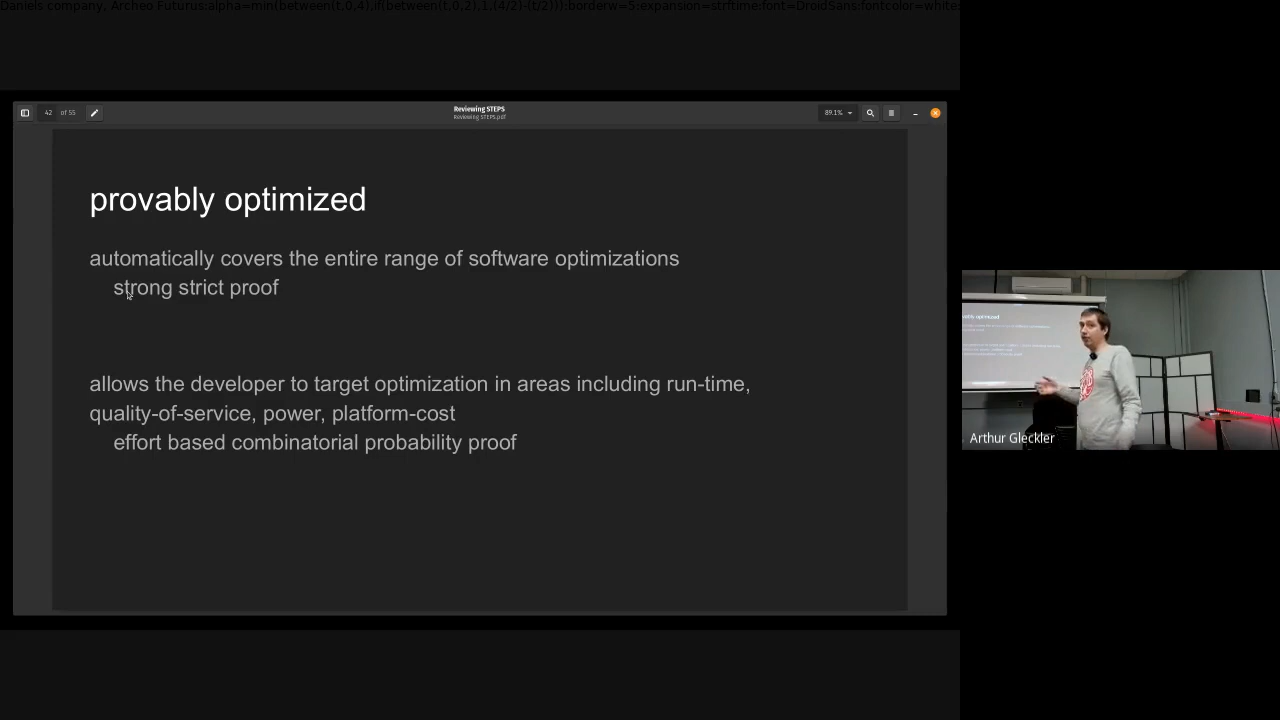 Daniels company, Archeo Futurus:alpha=min(between(t,0,4),if(between(t,0,2),1,(4/2)-(t/2))):borderw=5:expansion=strftime:font=DroidSans:fontcolor=white:
42 of 55
Reviewing STEPS
Reviewing STEPS.pdf
89.1%
provably optimized
automatically covers the entire range of software optimizations
strong strict proof
allows the developer to target optimization in areas including run-time,
quality-of-service, power, platform-cost
effort based combinatorial probability proof
Arthur Gleckler